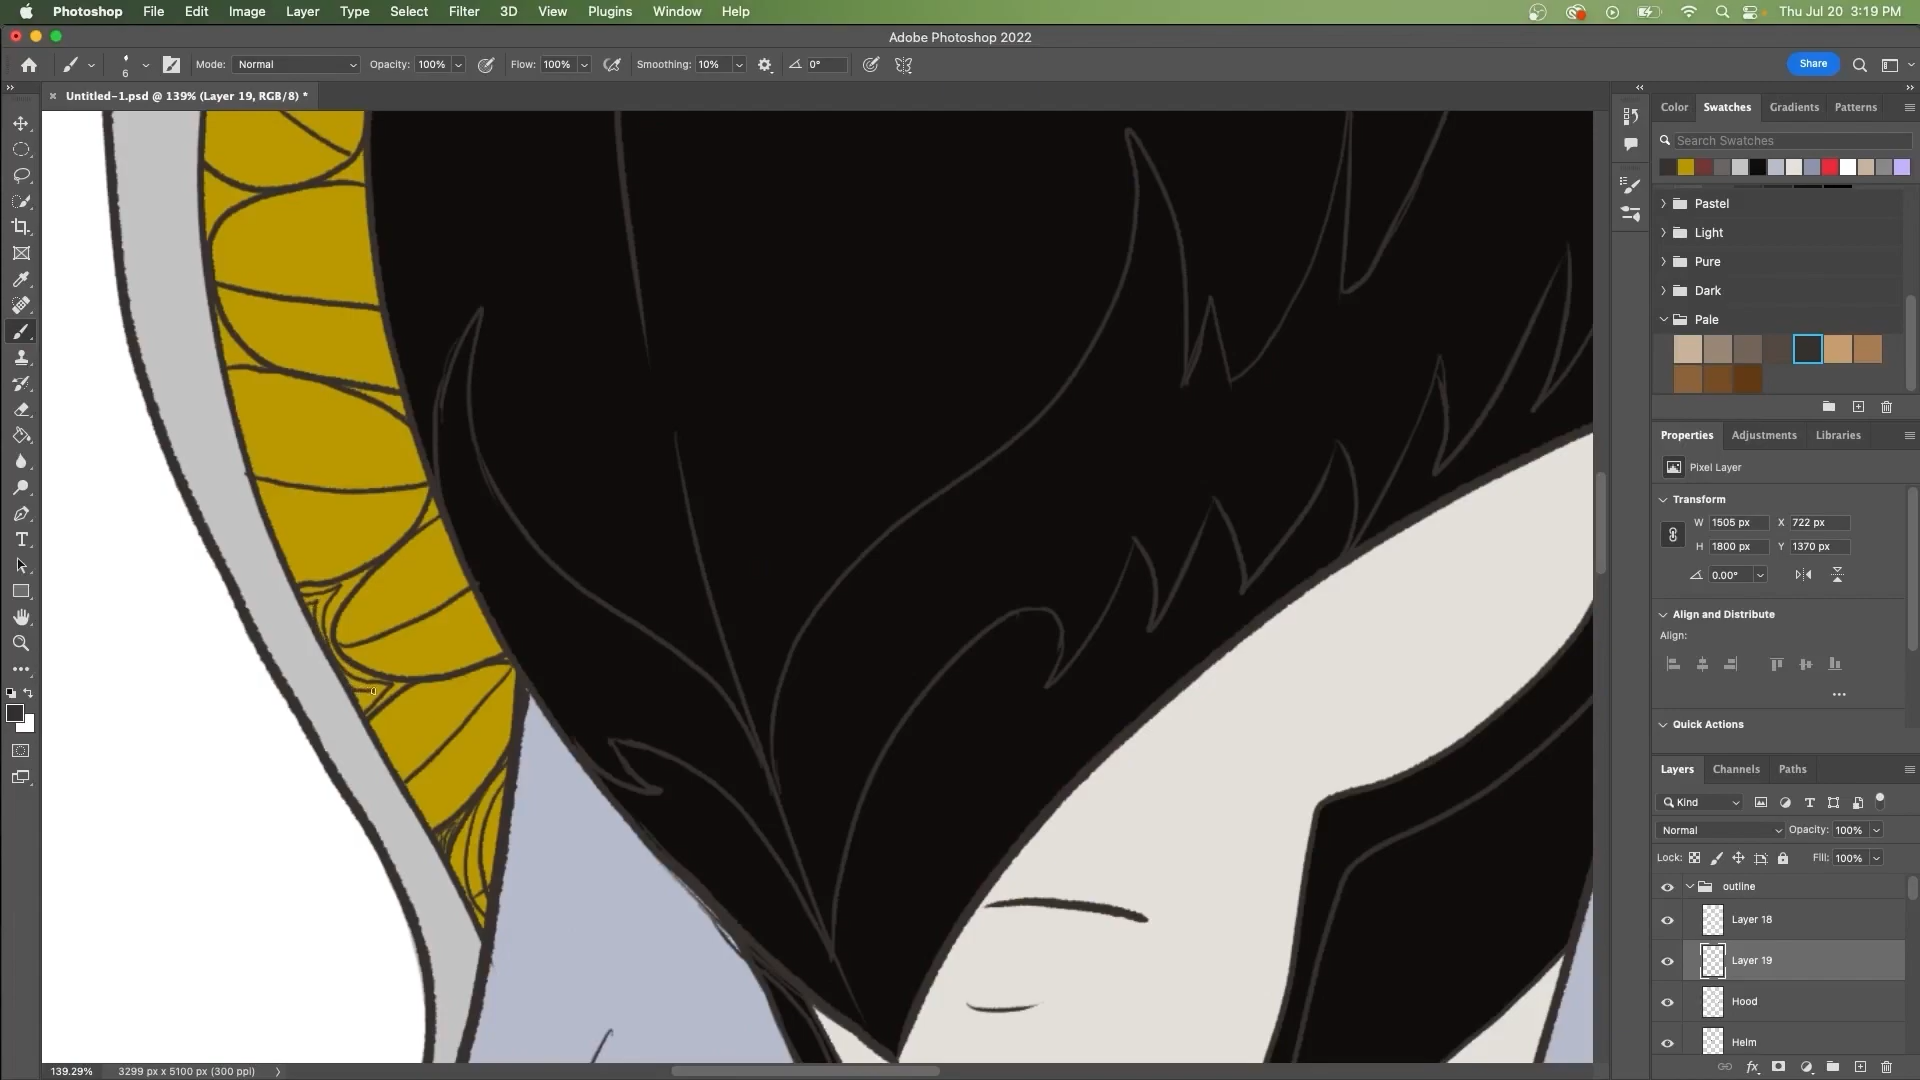 Photoshop File Edit Image Layer Type Select Filter 3D View Plugins Window Help Thu Jul 20 3:19 PM
Adobe Photoshop 2022
6 Mode: Normal Opacity: 100% Flow: 100% Smoothing: 10% 0° Share
Untitled-1.psd @ 139% (Layer 19, RGB/8) *
Color Swatches Gradients Patterns
Search Swatches
Pastel
Light
Pure
Dark
Pale
Properties Adjustments Libraries
Pixel Layer
Transform
W 1505 px X 722 px
H 1800 px Y 1370 px
0.00°
Align and Distribute
Align:
Quick Actions
Layers Channels Paths
Kind
Normal Opacity: 100%
Lock: Fill: 100%
outline
Layer 18
Layer 19
Hood
Helm
139.29% 3299 px x 5100 px (300 ppi)